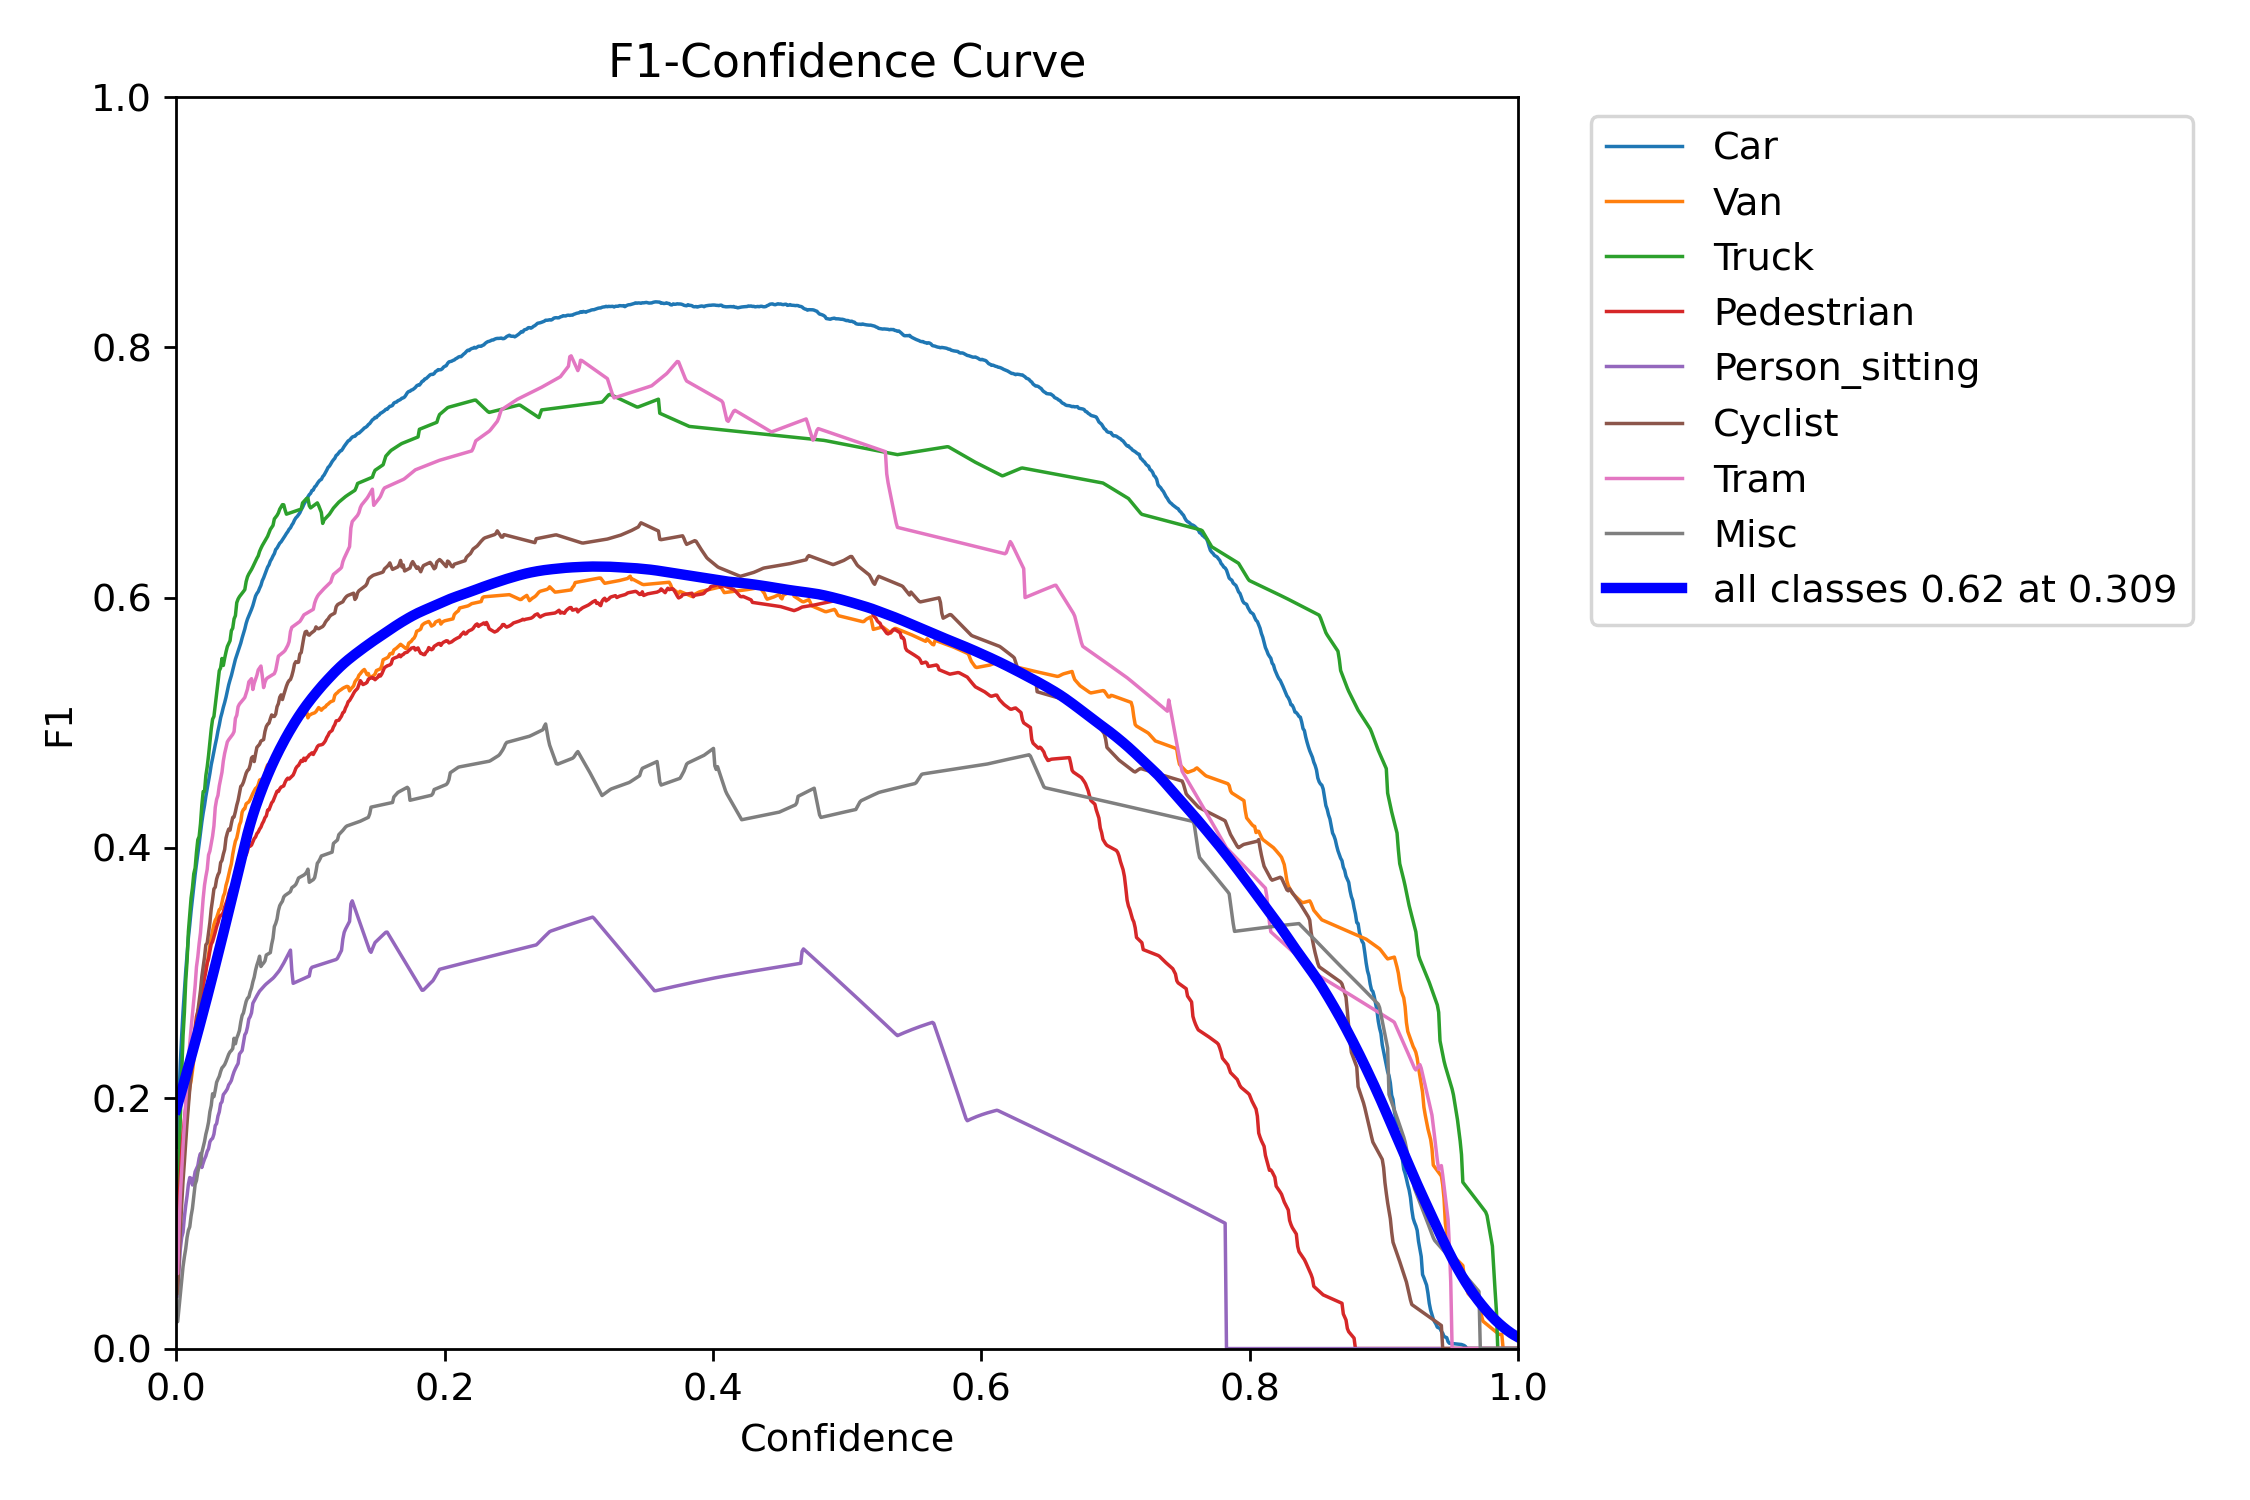 F1-Confidence Curve
1.0
0.8
0.6
0.4
0.2
0.0
F1
0.0 0.2 0.4 0.6 0.8 1.0
Confidence
Car
Van
Truck
Pedestrian
Person_sitting
Cyclist
Tram
Misc
all classes 0.62 at 0.309